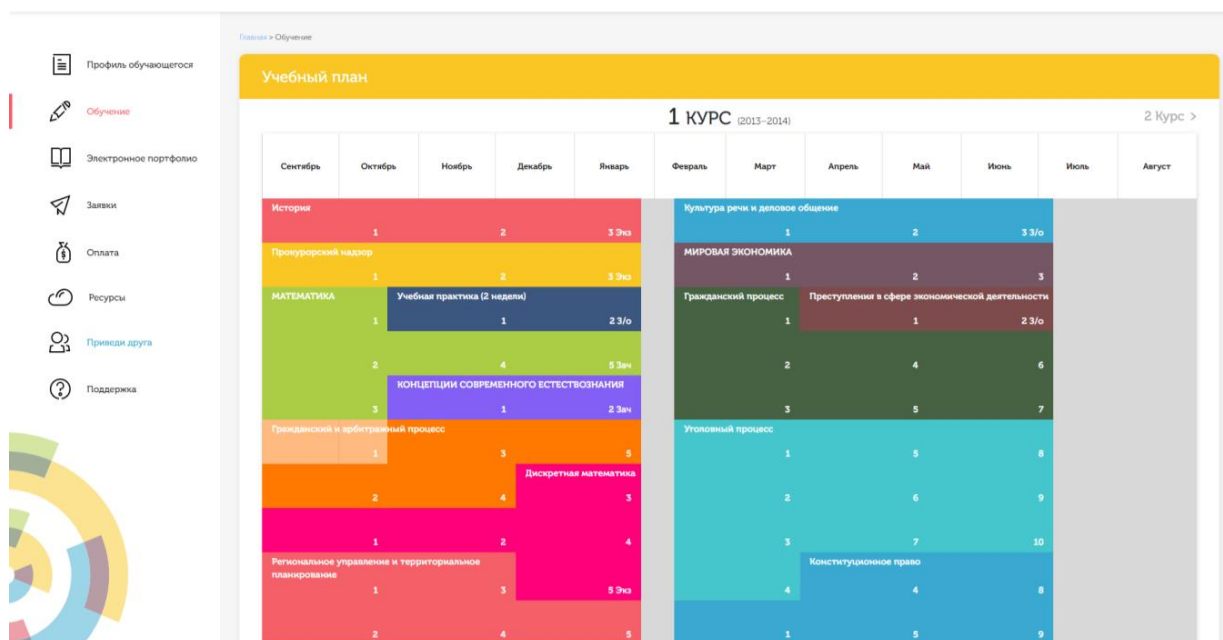 Главная > Обучение
Профиль обучающегося
Обучение
Электронное портфолио
Заявки
Оплата
Ресурсы
Приведи друга
Поддержка
Учебный план
1 КУРС (2013–2014)
2 Курс >
Сентябрь Октябрь Ноябрь Декабрь Январь Февраль Март Апрель Май Июнь Июль Август
История
1 2 3 Экз
Прокурорский надзор
1 2 3 Экз
МАТЕМАТИКА Учебная практика (2 недели)
1 1 2 З/о
2 4 5 Зач
КОНЦЕПЦИИ СОВРЕМЕННОГО ЕСТЕСТВОЗНАНИЯ
3 1 2 Зач
Гражданский и арбитражный процесс
1 3 5
Дискретная математика
2 4 3
1 2 4
Региональное управление и территориальное
планирование
1 3 5 Экз
2 4 5
Культура речи и деловое общение
1 2 3 З/о
МИРОВАЯ ЭКОНОМИКА
1 2 3
Гражданский процесс Преступления в сфере экономической деятельности
1 1 2 З/о
2 4 6
3 5 7
Уголовный процесс
1 5 8
2 6 9
3 7 10
Конституционное право
4 4 8
1 5 9